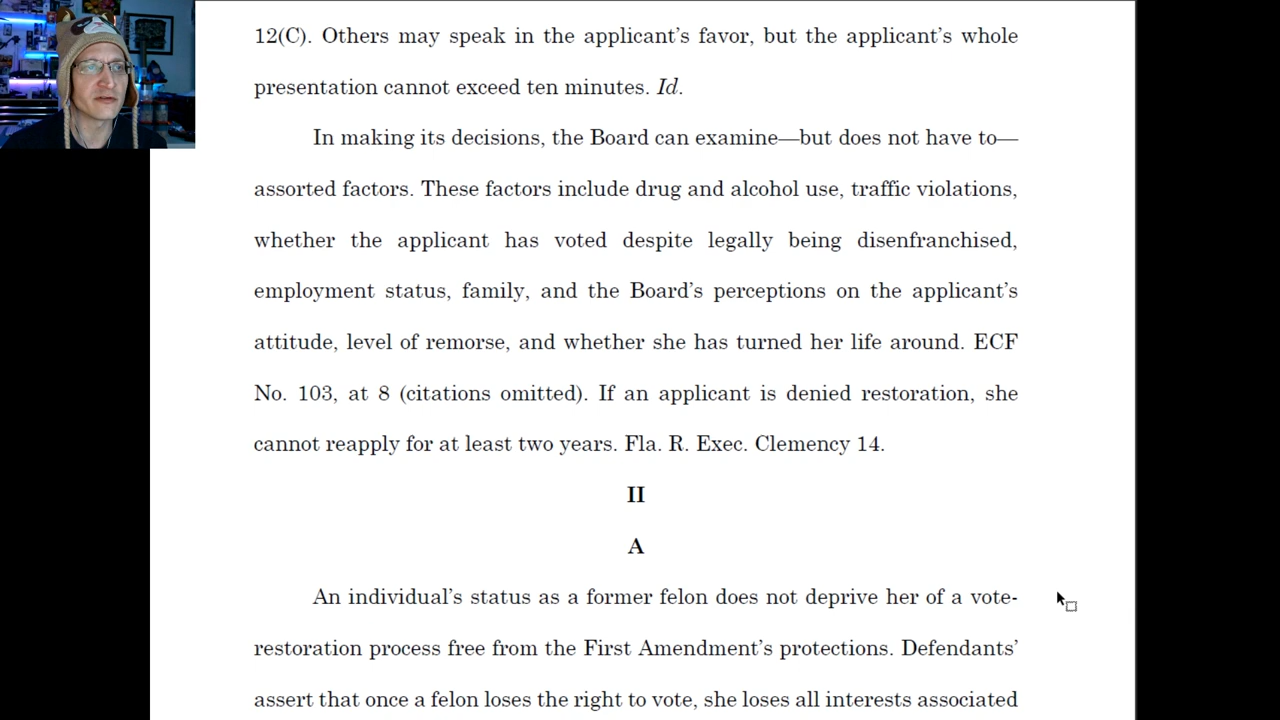 12(C). Others may speak in the applicant’s favor, but the applicant’s whole
presentation cannot exceed ten minutes. Id.
In making its decisions, the Board can examine—but does not have to—
assorted factors. These factors include drug and alcohol use, traffic violations,
whether the applicant has voted despite legally being disenfranchised,
employment status, family, and the Board’s perceptions on the applicant’s
attitude, level of remorse, and whether she has turned her life around. ECF
No. 103, at 8 (citations omitted). If an applicant is denied restoration, she
cannot reapply for at least two years. Fla. R. Exec. Clemency 14.
II
A
An individual’s status as a former felon does not deprive her of a vote-
restoration process free from the First Amendment’s protections. Defendants’
assert that once a felon loses the right to vote, she loses all interests associated